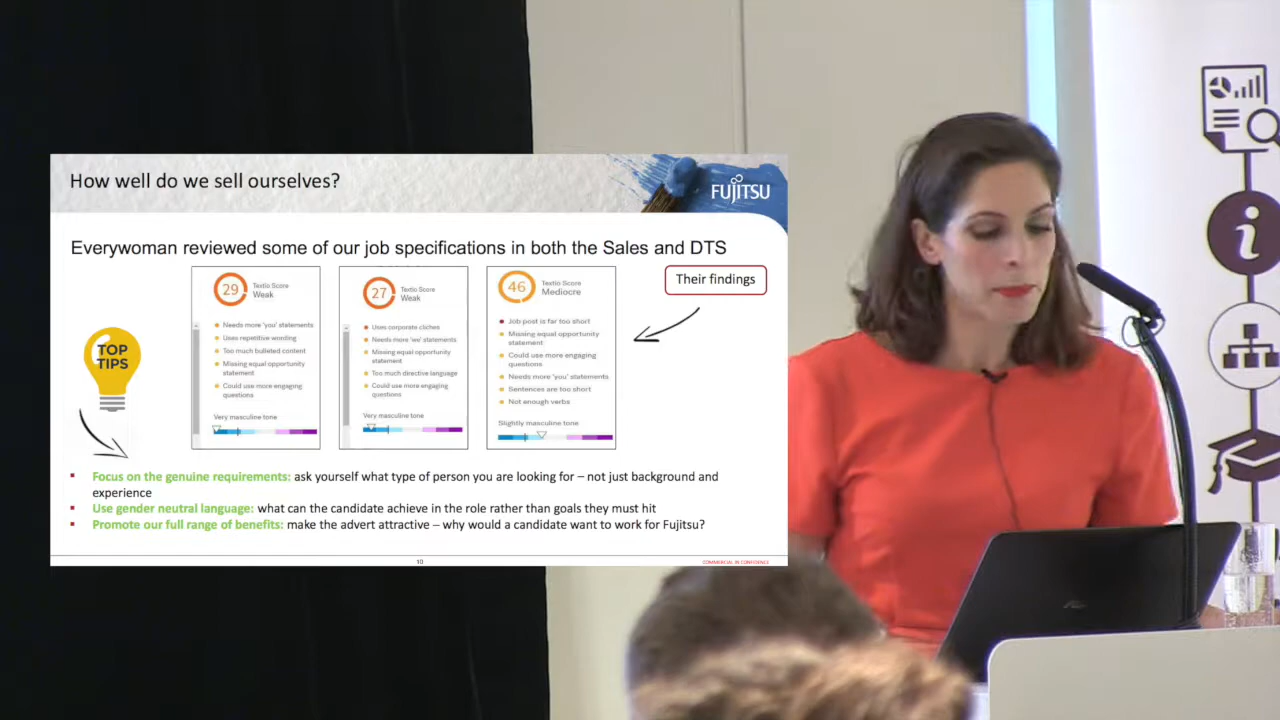 How well do we sell ourselves?
FUJITSU
Everywoman reviewed some of our job specifications in both the Sales and DTS
Their findings
TOP
TIPS
29
Textio Score
Weak
Needs more 'you' statements
Uses repetitive wording
Too much bulleted content
Missing equal opportunity
statement
Could use more engaging
questions
Very masculine tone
27
Textio Score
Weak
Uses corporate cliches
Needs more 'we' statements
Missing equal opportunity
statement
Too much directive language
Could use more engaging
questions
Very masculine tone
46
Textio Score
Mediocre
Job post is far too short
Missing equal opportunity
statement
Could use more engaging
questions
Needs more 'you' statements
Sentences are too short
Not enough verbs
Slightly masculine tone
Focus on the genuine requirements: ask yourself what type of person you are looking for – not just background and
experience
Use gender neutral language: what can the candidate achieve in the role rather than goals they must hit
Promote our full range of benefits: make the advert attractive – why would a candidate want to work for Fujitsu?
10
COMMERCIAL IN CONFIDENCE